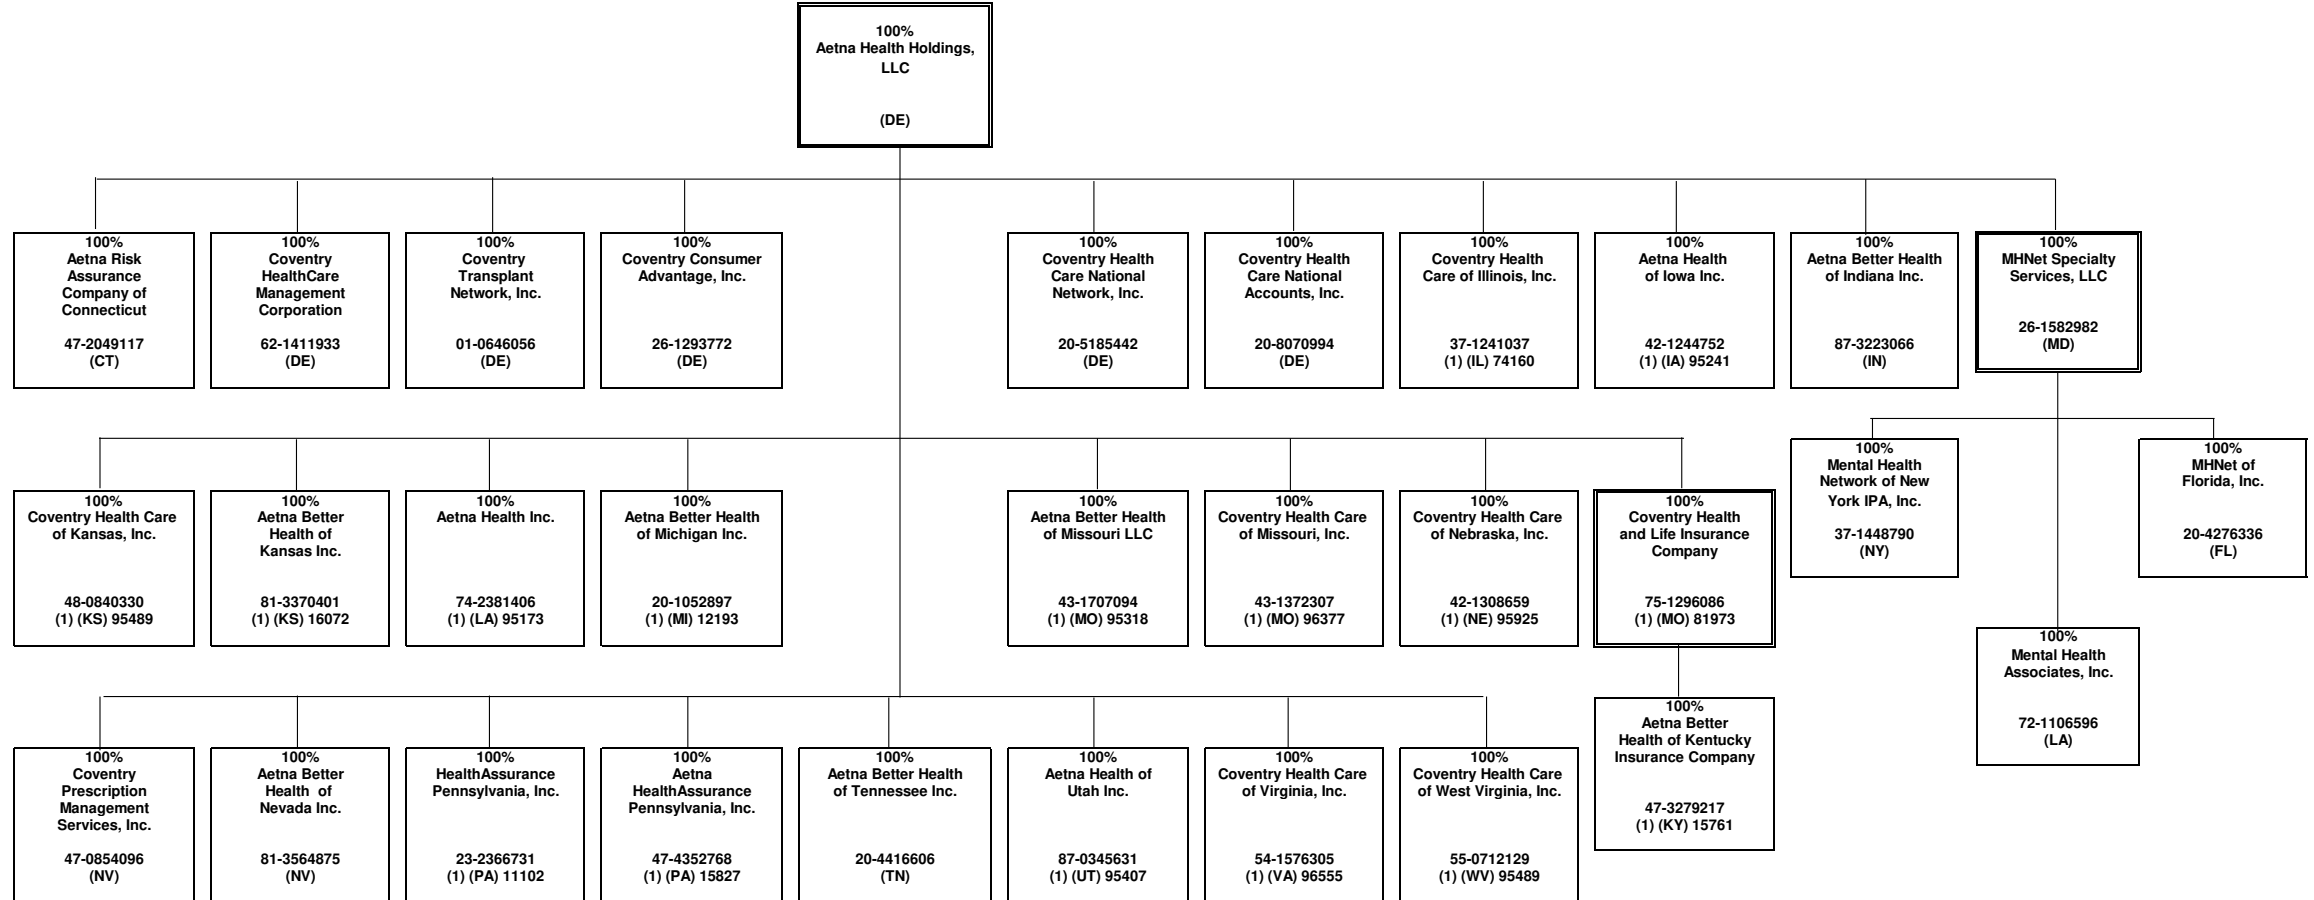 100%
Aetna Health Holdings,
LLC
(DE)
100%
Aetna Risk
Assurance
Company of
Connecticut
47-2049117
(CT)
100%
Coventry
HealthCare
Management
Corporation
62-1411933
(DE)
100%
Coventry
Transplant
Network, Inc.
01-0646056
(DE)
100%
Coventry Consumer
Advantage, Inc.
26-1293772
(DE)
100%
Coventry Health
Care National
Network, Inc.
20-5185442
(DE)
100%
Coventry Health
Care National
Accounts, Inc.
20-8070994
(DE)
100%
Coventry Health
Care of Illinois, Inc.
37-1241037
(1) (IL) 74160
100%
Aetna Health
of Iowa Inc.
42-1244752
(1) (IA) 95241
100%
Aetna Better Health
of Indiana Inc.
87-3223066
(IN)
100%
MHNet Specialty
Services, LLC
26-1582982
(MD)
100%
Mental Health
Network of New
York IPA, Inc.
37-1448790
(NY)
100%
MHNet of
Florida, Inc.
20-4276336
(FL)
100%
Coventry Health Care
of Kansas, Inc.
48-0840330
(1) (KS) 95489
100%
Aetna Better
Health of
Kansas Inc.
81-3370401
(1) (KS) 16072
100%
Aetna Health Inc.
74-2381406
(1) (LA) 95173
100%
Aetna Better Health
of Michigan Inc.
20-1052897
(1) (MI) 12193
100%
Aetna Better Health
of Missouri LLC
43-1707094
(1) (MO) 95318
100%
Coventry Health Care
of Missouri, Inc.
43-1372307
(1) (MO) 96377
100%
Coventry Health Care
of Nebraska, Inc.
42-1308659
(1) (NE) 95925
100%
Coventry Health
and Life Insurance
Company
75-1296086
(1) (MO) 81973
100%
Mental Health
Associates, Inc.
72-1106596
(LA)
100%
Aetna Better
Health of Kentucky
Insurance Company
47-3279217
(1) (KY) 15761
100%
Coventry
Prescription
Management
Services, Inc.
47-0854096
(NV)
100%
Aetna Better
Health of
Nevada Inc.
81-3564875
(NV)
100%
HealthAssurance
Pennsylvania, Inc.
23-2366731
(1) (PA) 11102
100%
Aetna
HealthAssurance
Pennsylvania, Inc.
47-4352768
(1) (PA) 15827
100%
Aetna Better Health
of Tennessee Inc.
20-4416606
(TN)
100%
Aetna Health of
Utah Inc.
87-0345631
(1) (UT) 95407
100%
Coventry Health Care
of Virginia, Inc.
54-1576305
(1) (VA) 96555
100%
Coventry Health Care
of West Virginia, Inc.
55-0712129
(1) (WV) 95489